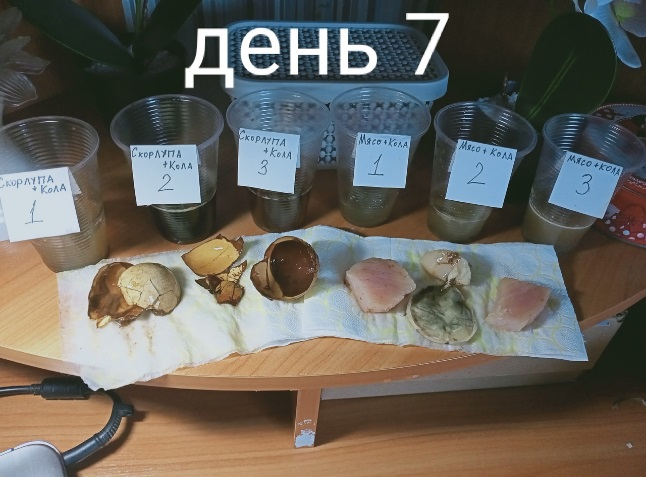 день 7
Скорлупа
+ Кола
1
Скорлупа
+ Кола
2
Скорлупа
+ Кола
3
Мясо + Кола
1
Мясо + Кола
2
Мясо + Кола
3